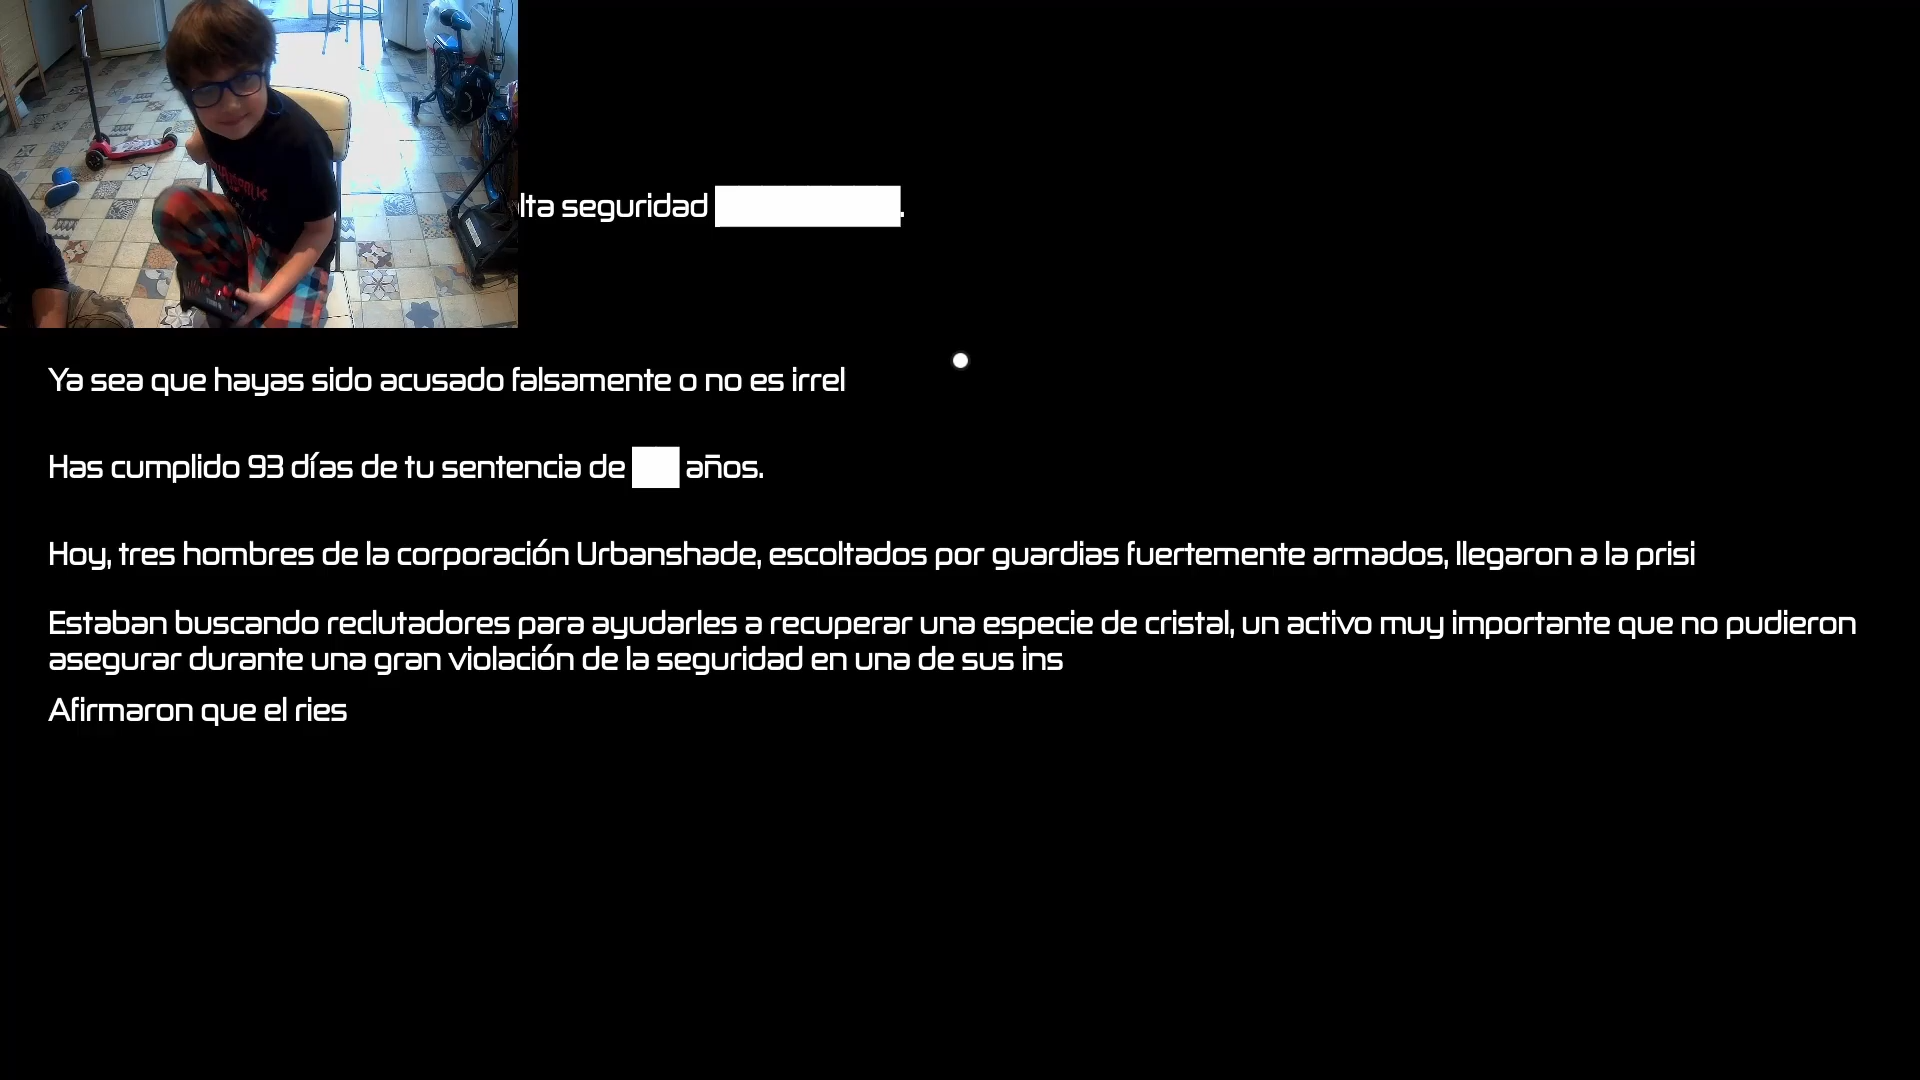 lta seguridad .
Ya sea que hayas sido acusado falsamente o no es irrel
Has cumplido 93 días de tu sentencia de años.
Hoy, tres hombres de la corporación Urbanshade, escoltados por guardias fuertemente armados, llegaron a la prisi
Estaban buscando reclutadores para ayudarles a recuperar una especie de cristal, un activo muy importante que no pudieron
asegurar durante una gran violación de la seguridad en una de sus ins
Afirmaron que el ries